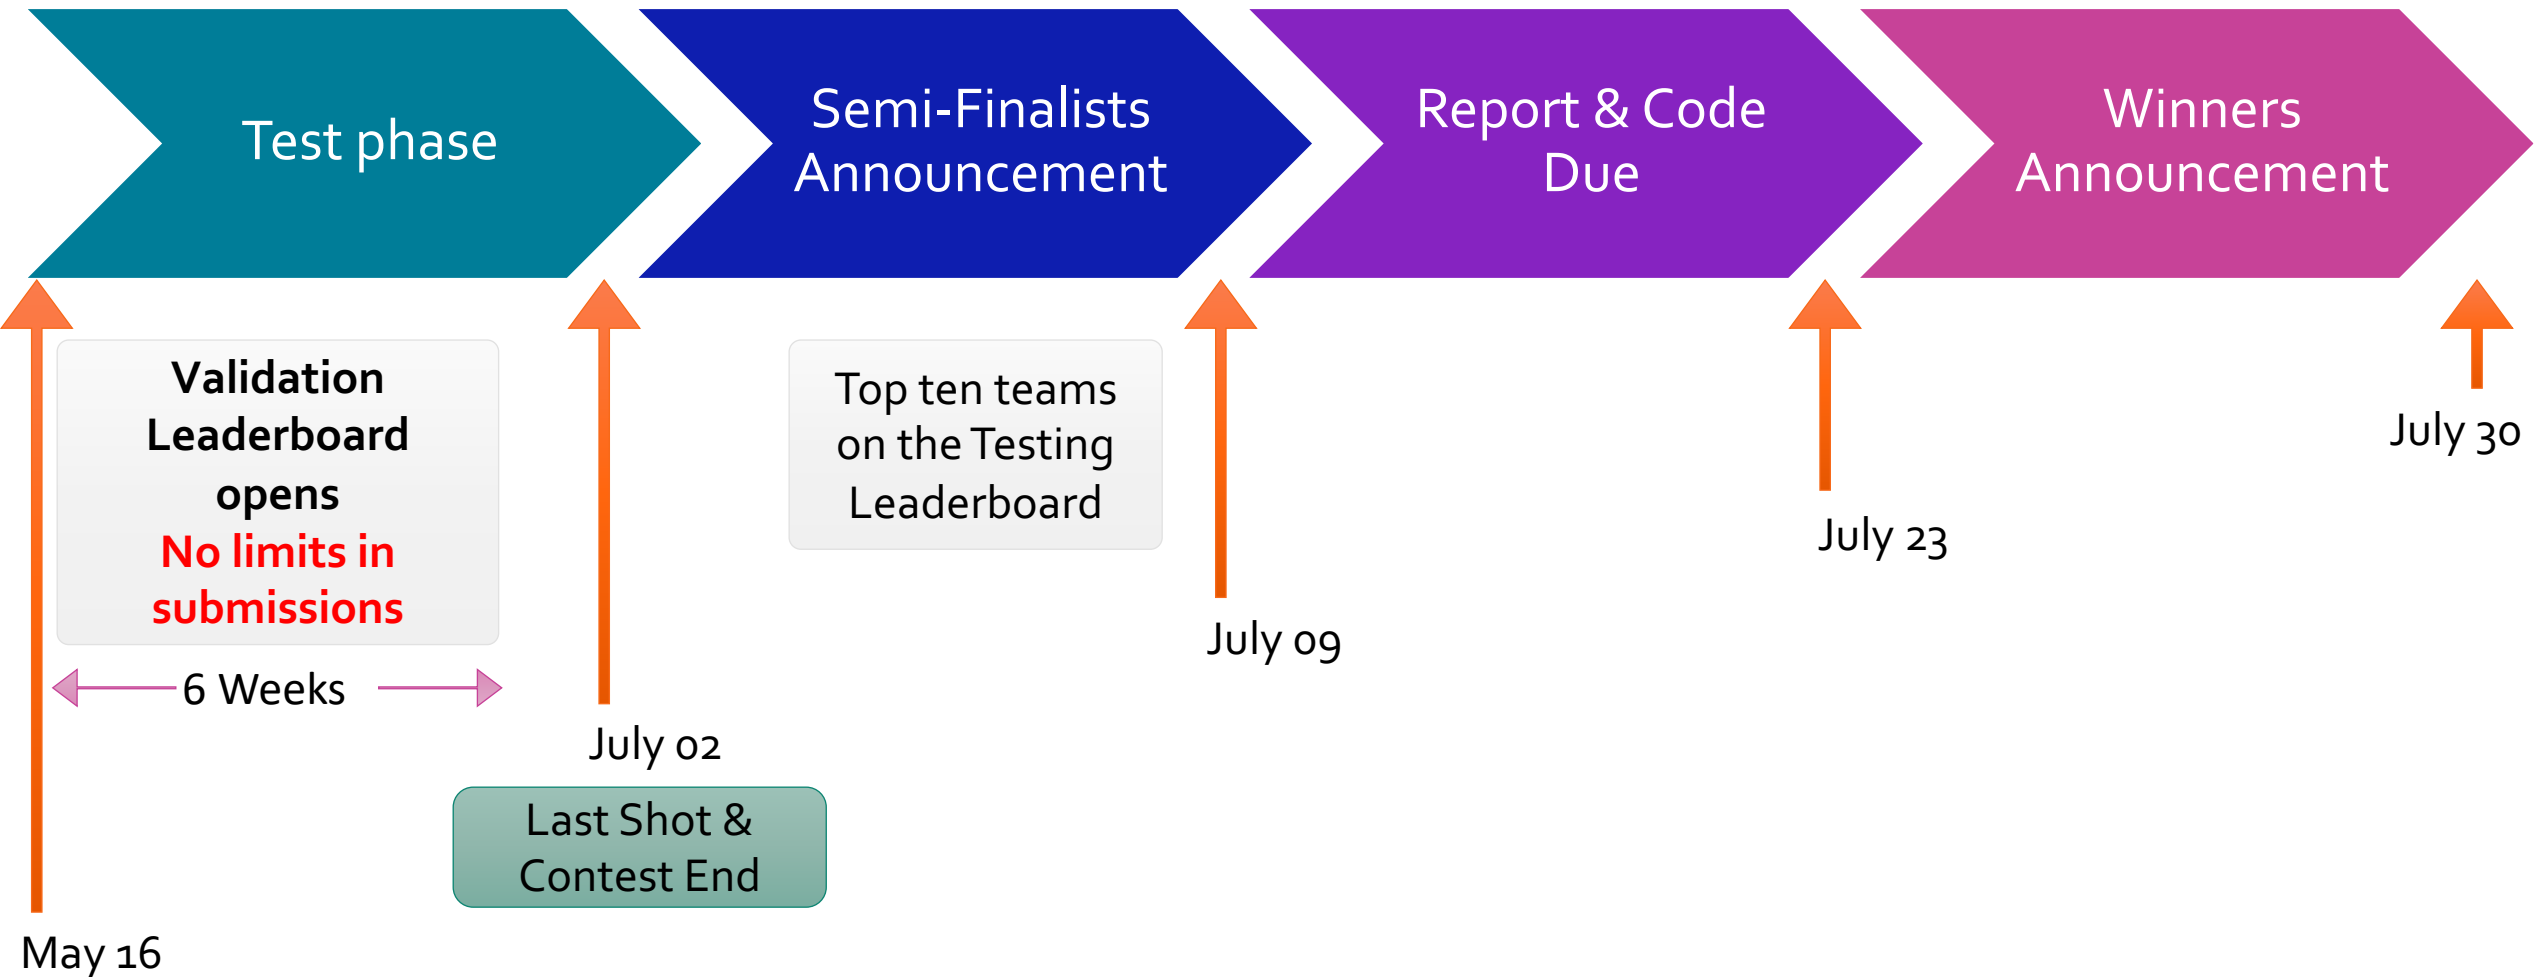 Test phase
Semi-Finalists
Announcement
Report & Code
Due
Winners
Announcement
Validation
Leaderboard
opens
No limits in
submissions
6 Weeks
Top ten teams
on the Testing
Leaderboard
July 30
July 23
July 09
July 02
Last Shot &
Contest End
May 16